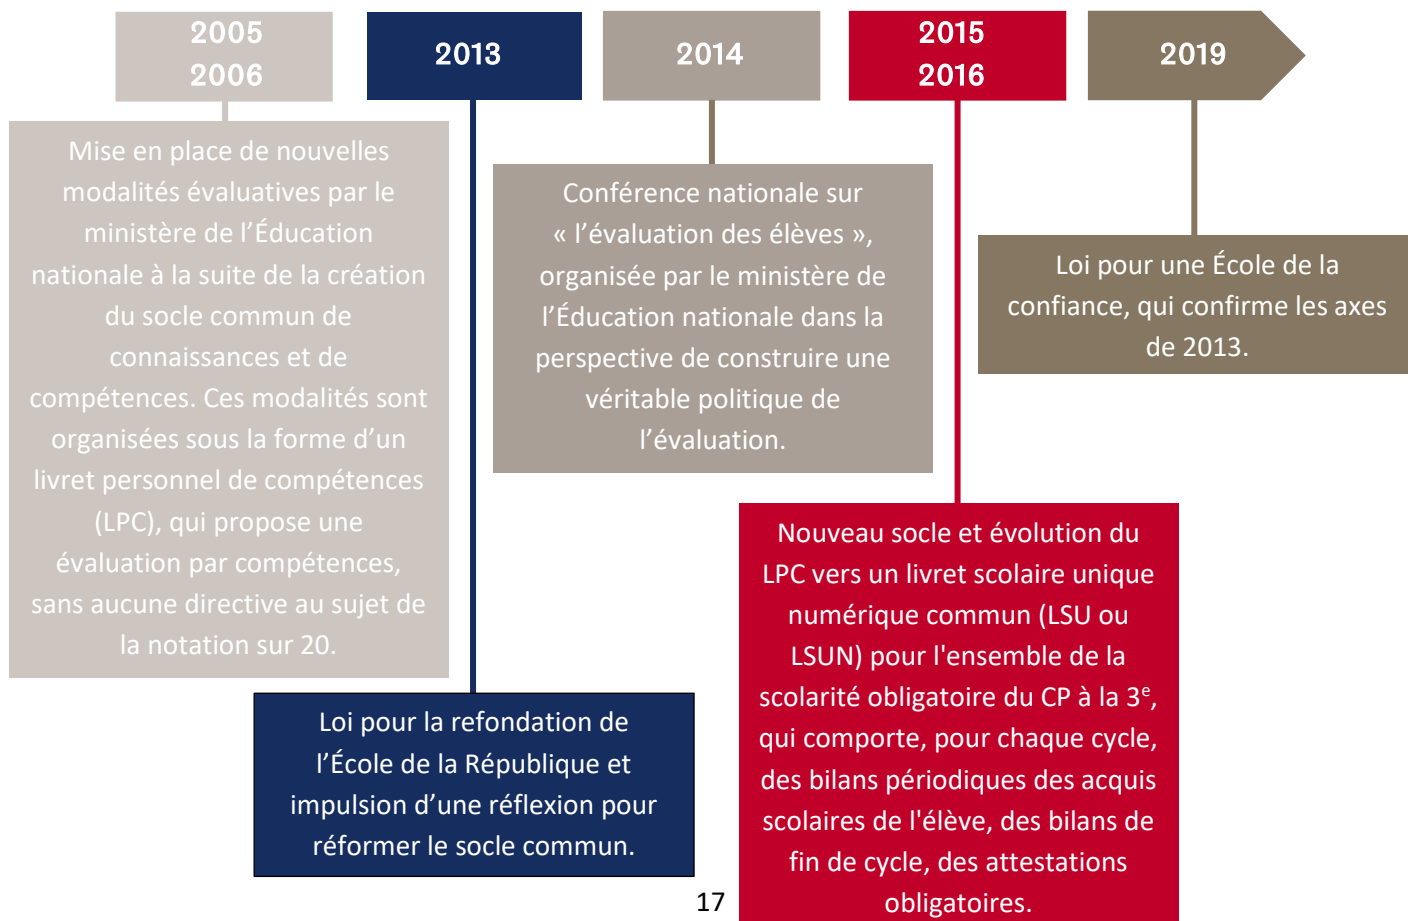 2005
2006
2013
2014
2015
2016
2019
Mise en place de nouvelles
modalités évaluatives par le
ministère de l’Éducation
nationale à la suite de la création
du socle commun de
connaissances et de
compétences. Ces modalités sont
organisées sous la forme d’un
livret personnel de compétences
(LPC), qui propose une
évaluation par compétences,
sans aucune directive au sujet de
la notation sur 20.
Loi pour la refondation de
l’École de la République et
impulsion d’une réflexion pour
réformer le socle commun.
Conférence nationale sur
« l’évaluation des élèves »,
organisée par le ministère de
l’Éducation nationale dans la
perspective de construire une
véritable politique de
l’évaluation.
Nouveau socle et évolution du
LPC vers un livret scolaire unique
numérique commun (LSU ou
LSUN) pour l'ensemble de la
scolarité obligatoire du CP à la 3e,
qui comporte, pour chaque cycle,
des bilans périodiques des acquis
scolaires de l'élève, des bilans de
fin de cycle, des attestations
obligatoires.
Loi pour une École de la
confiance, qui confirme les axes
de 2013.
17